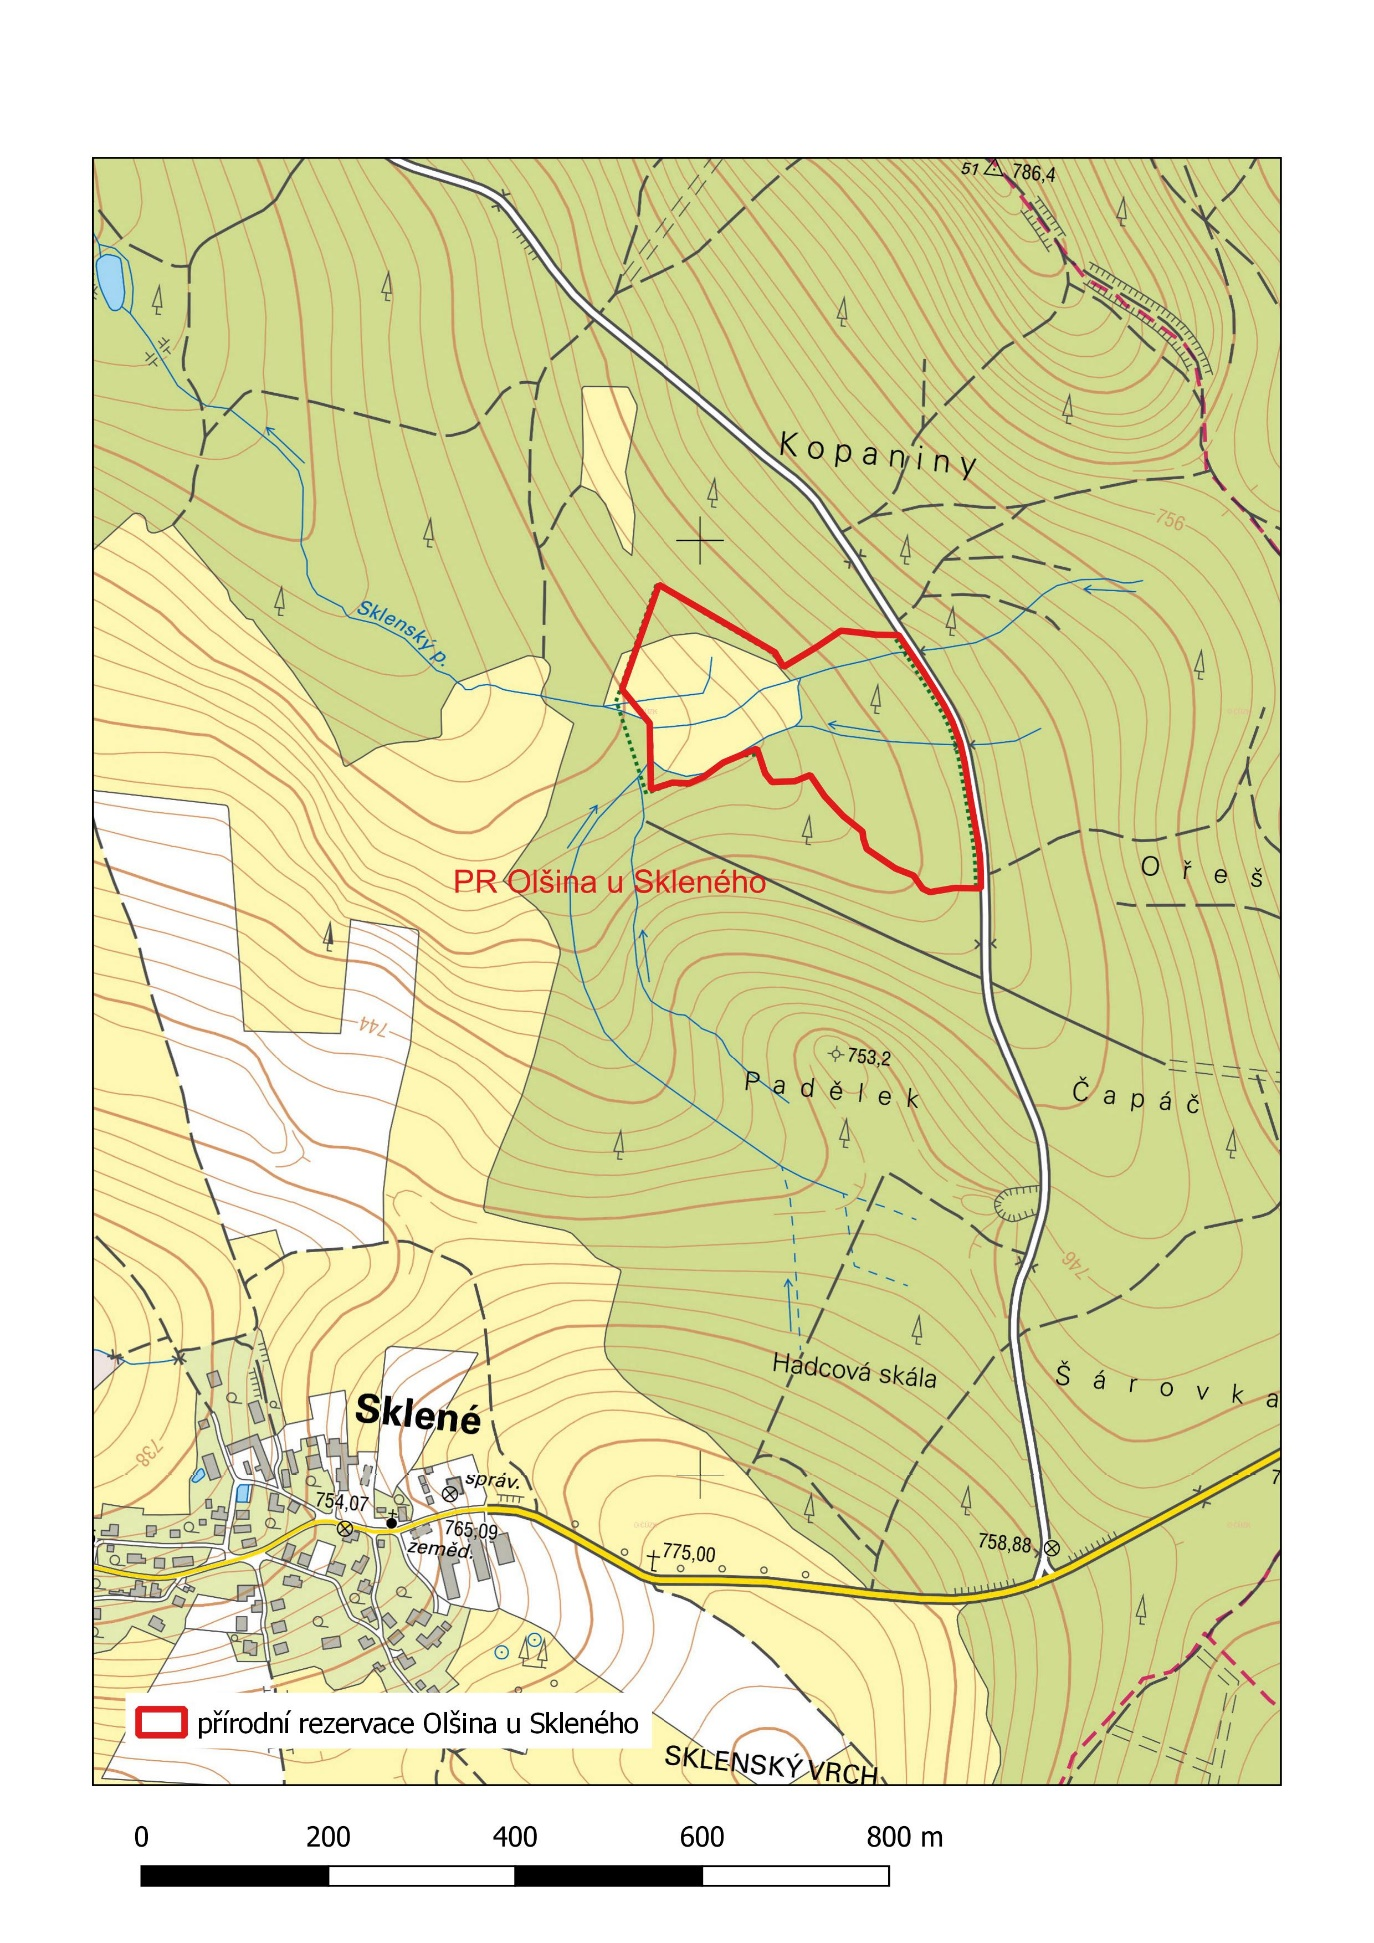 51 786,4
Kopaniny
756
Sklenský p.
Ořeš
PR Olšina u Skleného
744
753,2
Padělek
Čapáč
746
Hadcová skála
Šárovka
Sklené
738
správ.
754,07
765,09
zeměd.
775,00
758,88
7
přírodní rezervace Olšina u Skleného
SKLENSKÝ VRCH
0 200 400 600 800 m